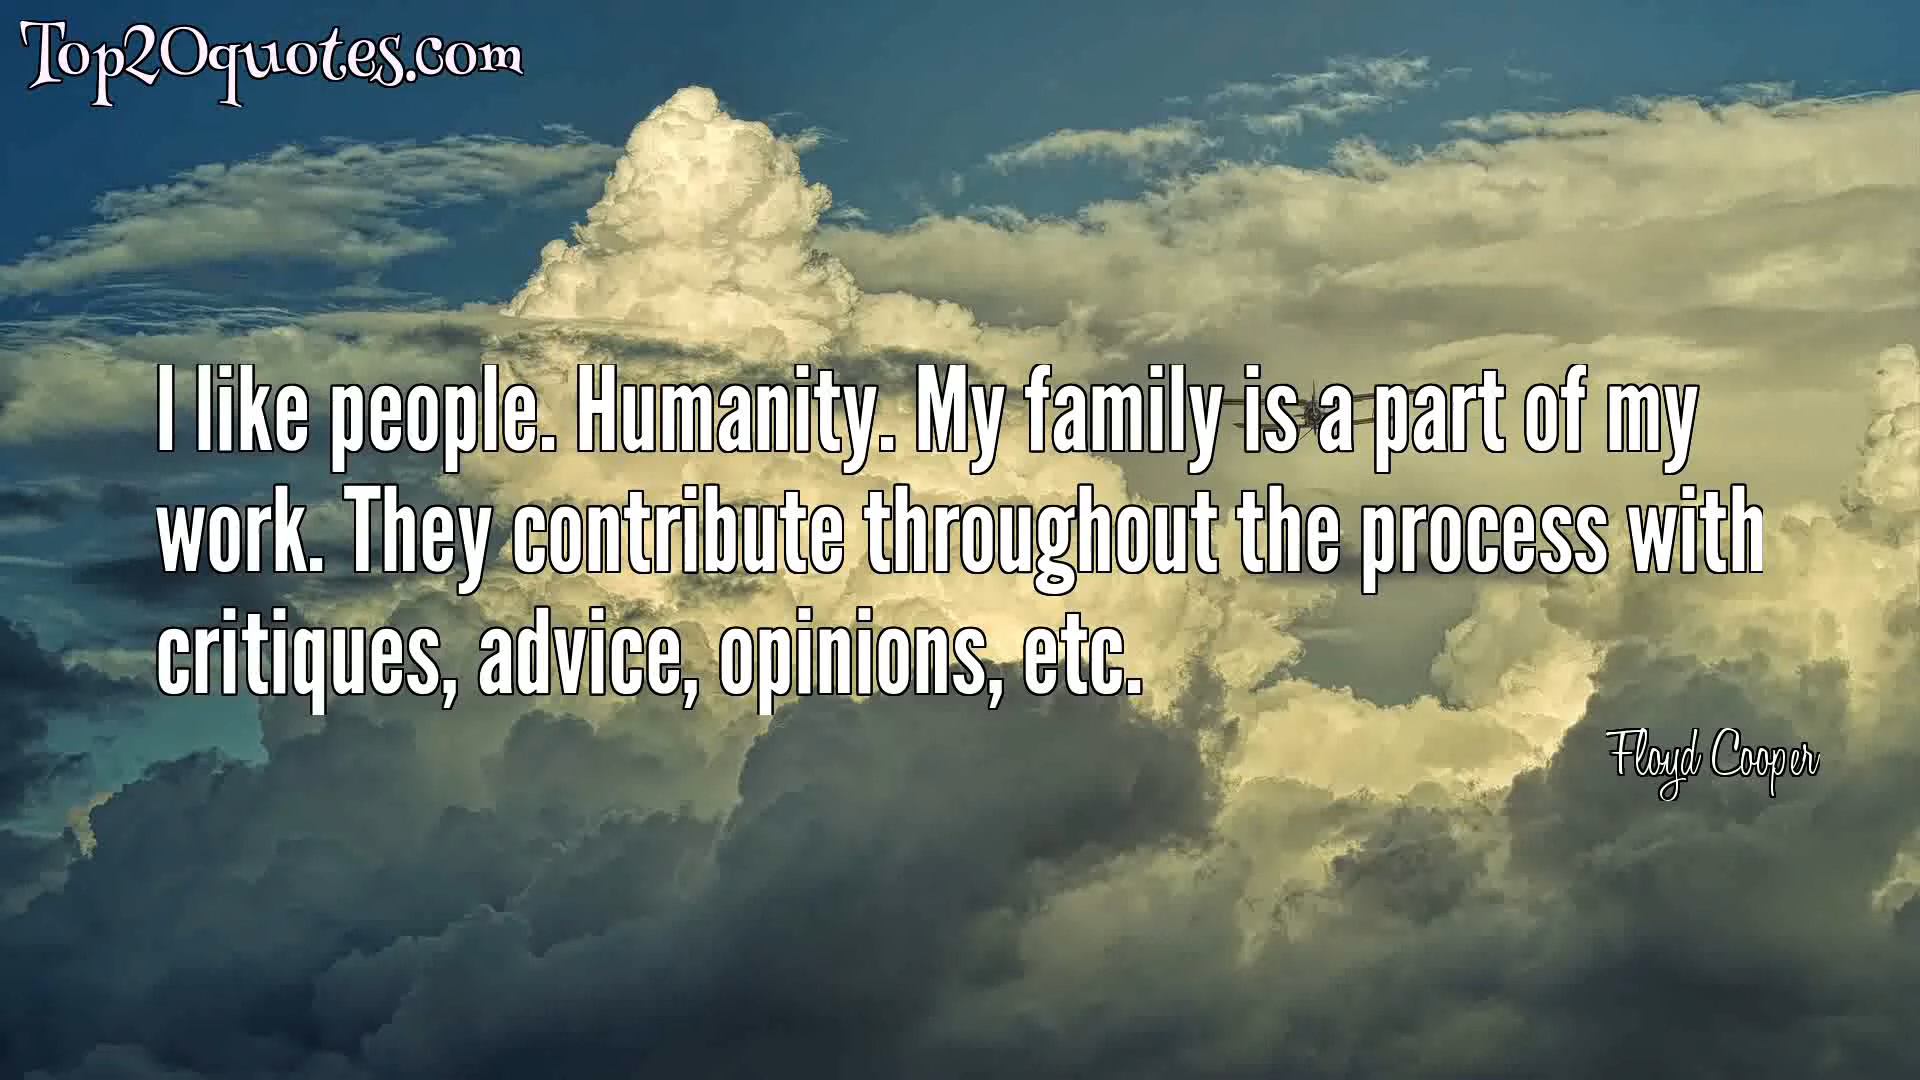 Top20quotes.com
I like people. Humanity. My family is a part of my
work. They contribute throughout the process with
critiques, advice, opinions, etc.
Floyd Cooper